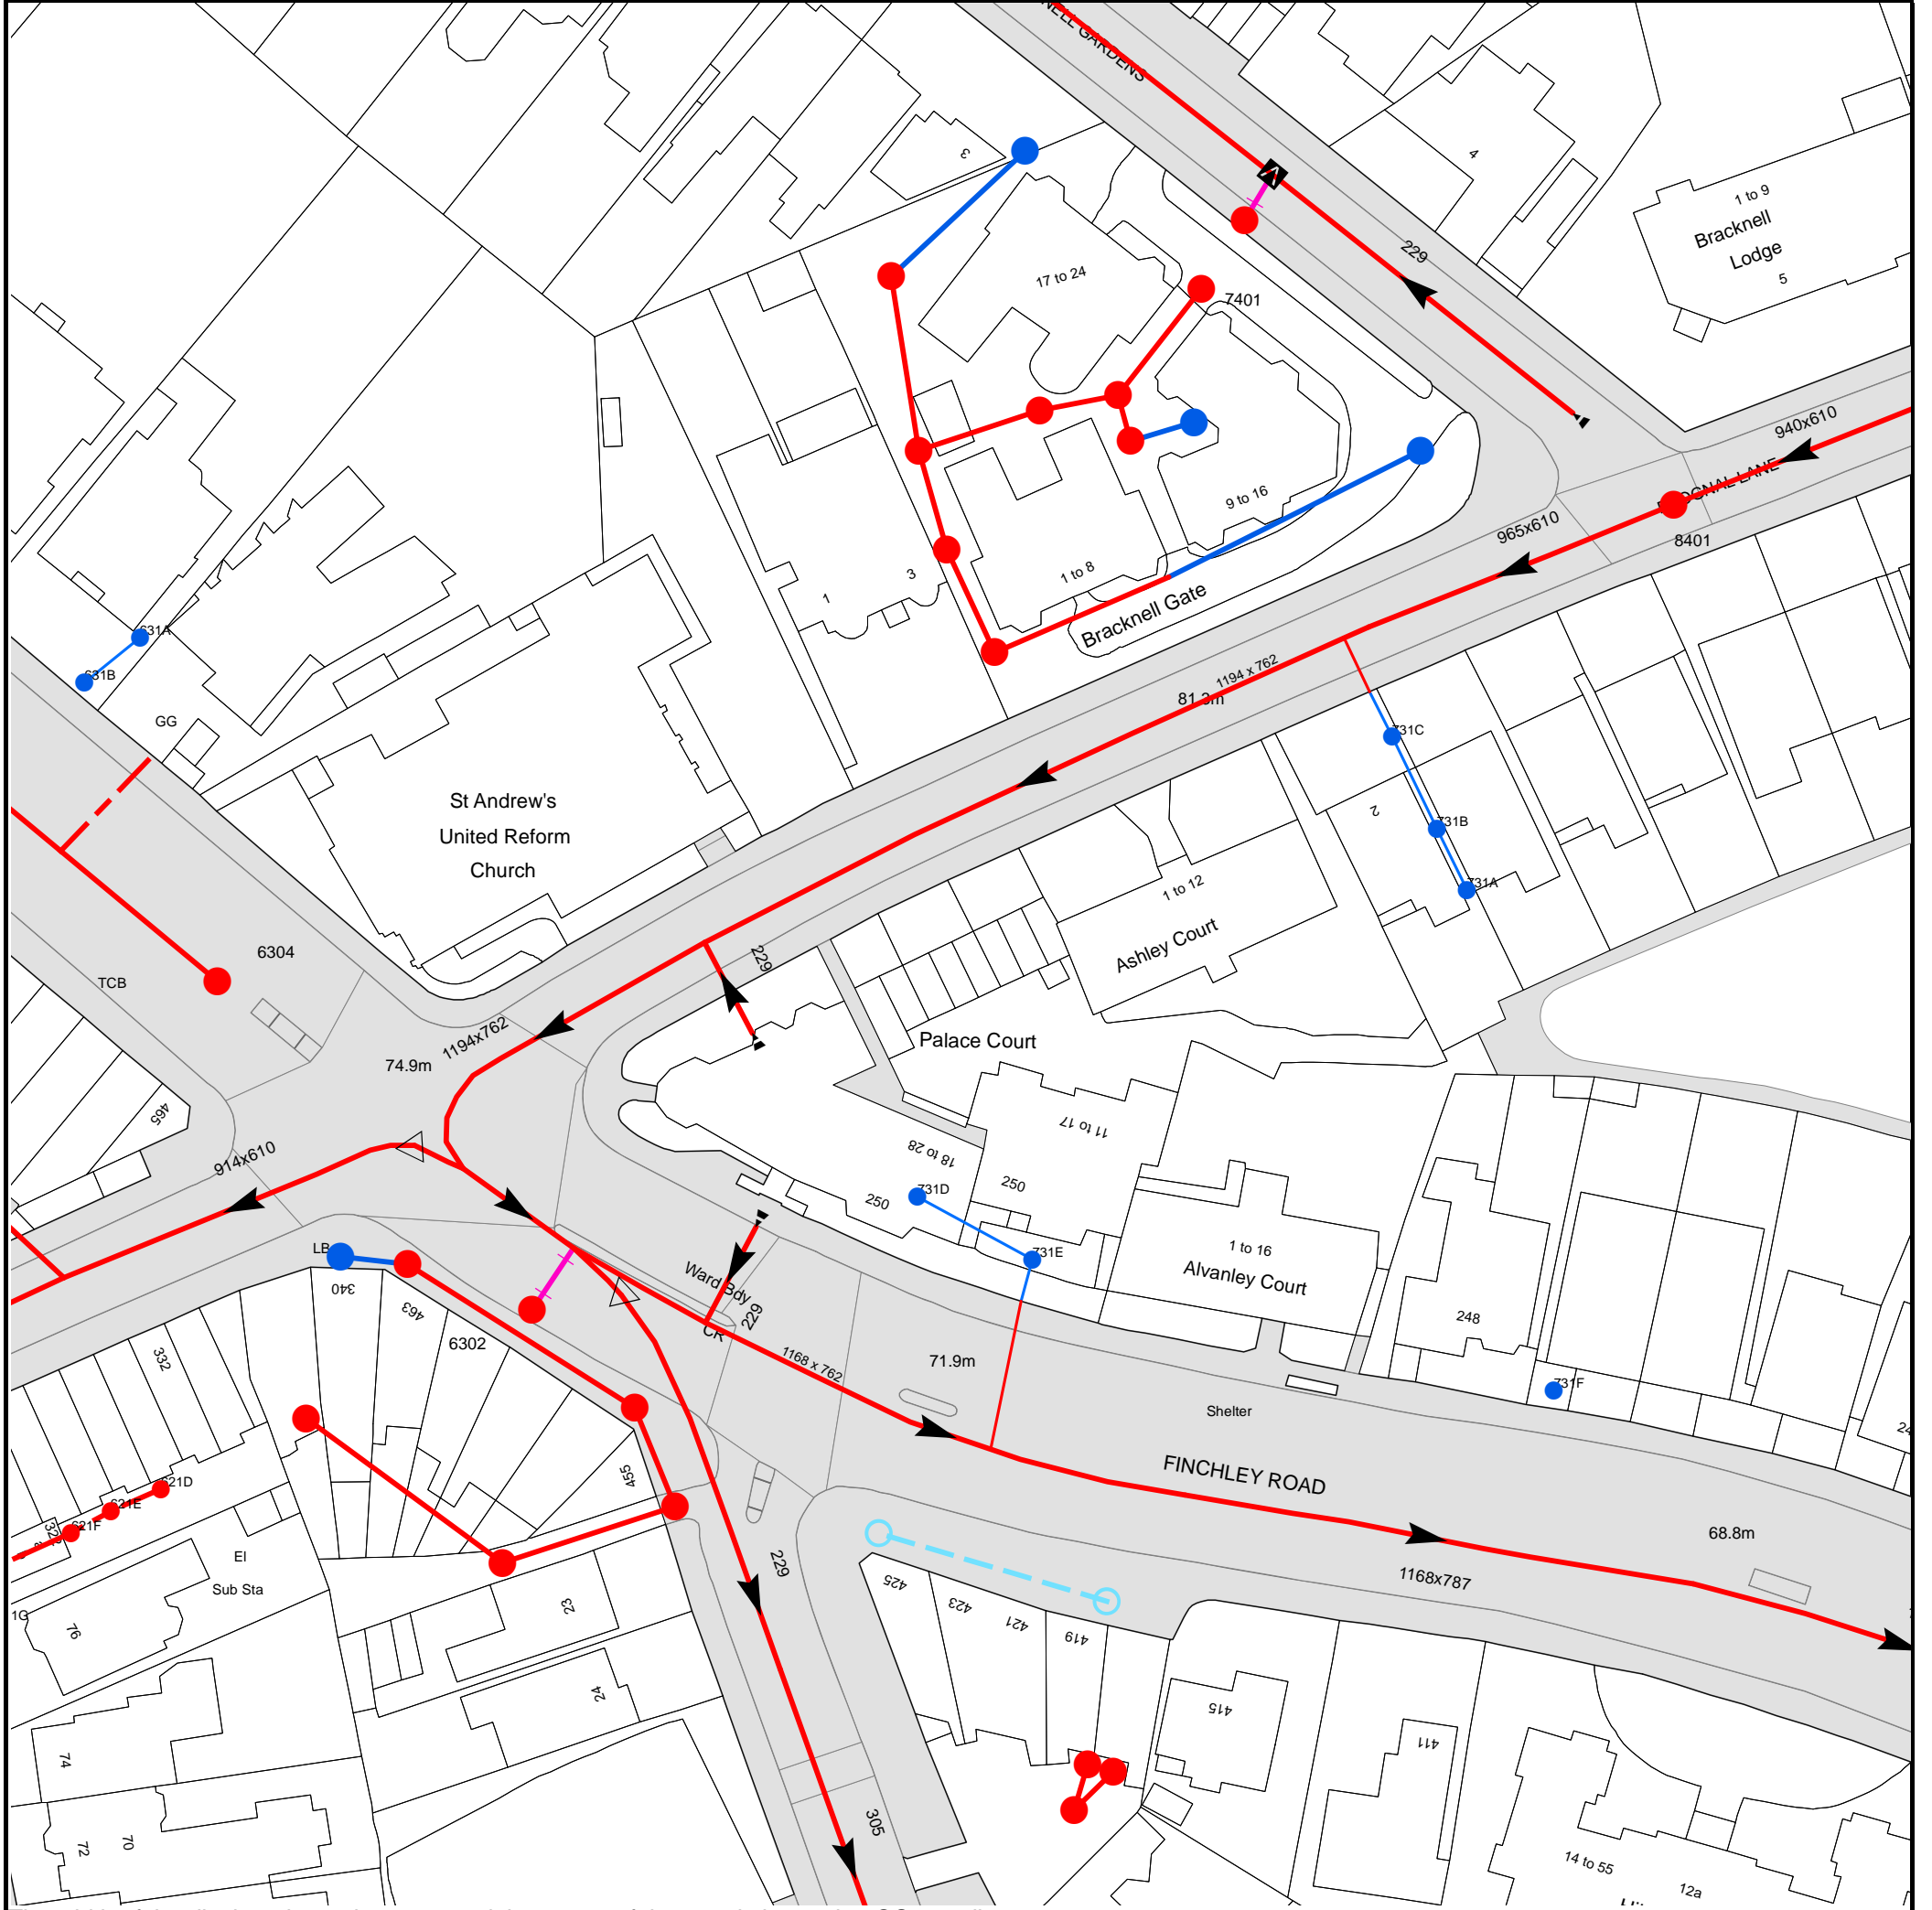 GARDENS
3
4
1 to 9
Bracknell
Lodge
5
229
17 to 24
7401
940x610
LANE
965x610
8401
9 to 16
1 to 8
3
1
Bracknell Gate
1194 x 762
81.3m
631A
631B
GG
731C
731B
731A
2
St Andrew's
United Reform
Church
1 to 12
Ashley Court
6304
TCB
229
Palace Court
1194x762
74.9m
465
914x610
11 to 17
18 to 28
250
250
731D
731E
1 to 16
Alvanley Court
248
LB
340
463
6302
332
Ward Bdy
229
CR
1168 x 762
71.9m
731F
Shelter
FINCHLEY ROAD
68.8m
1168x787
455
621D
621E
621F
El
Sub Sta
1G
76
23
24
229
425
423
421
419
415
411
74
72
70
305
14 to 55
12a